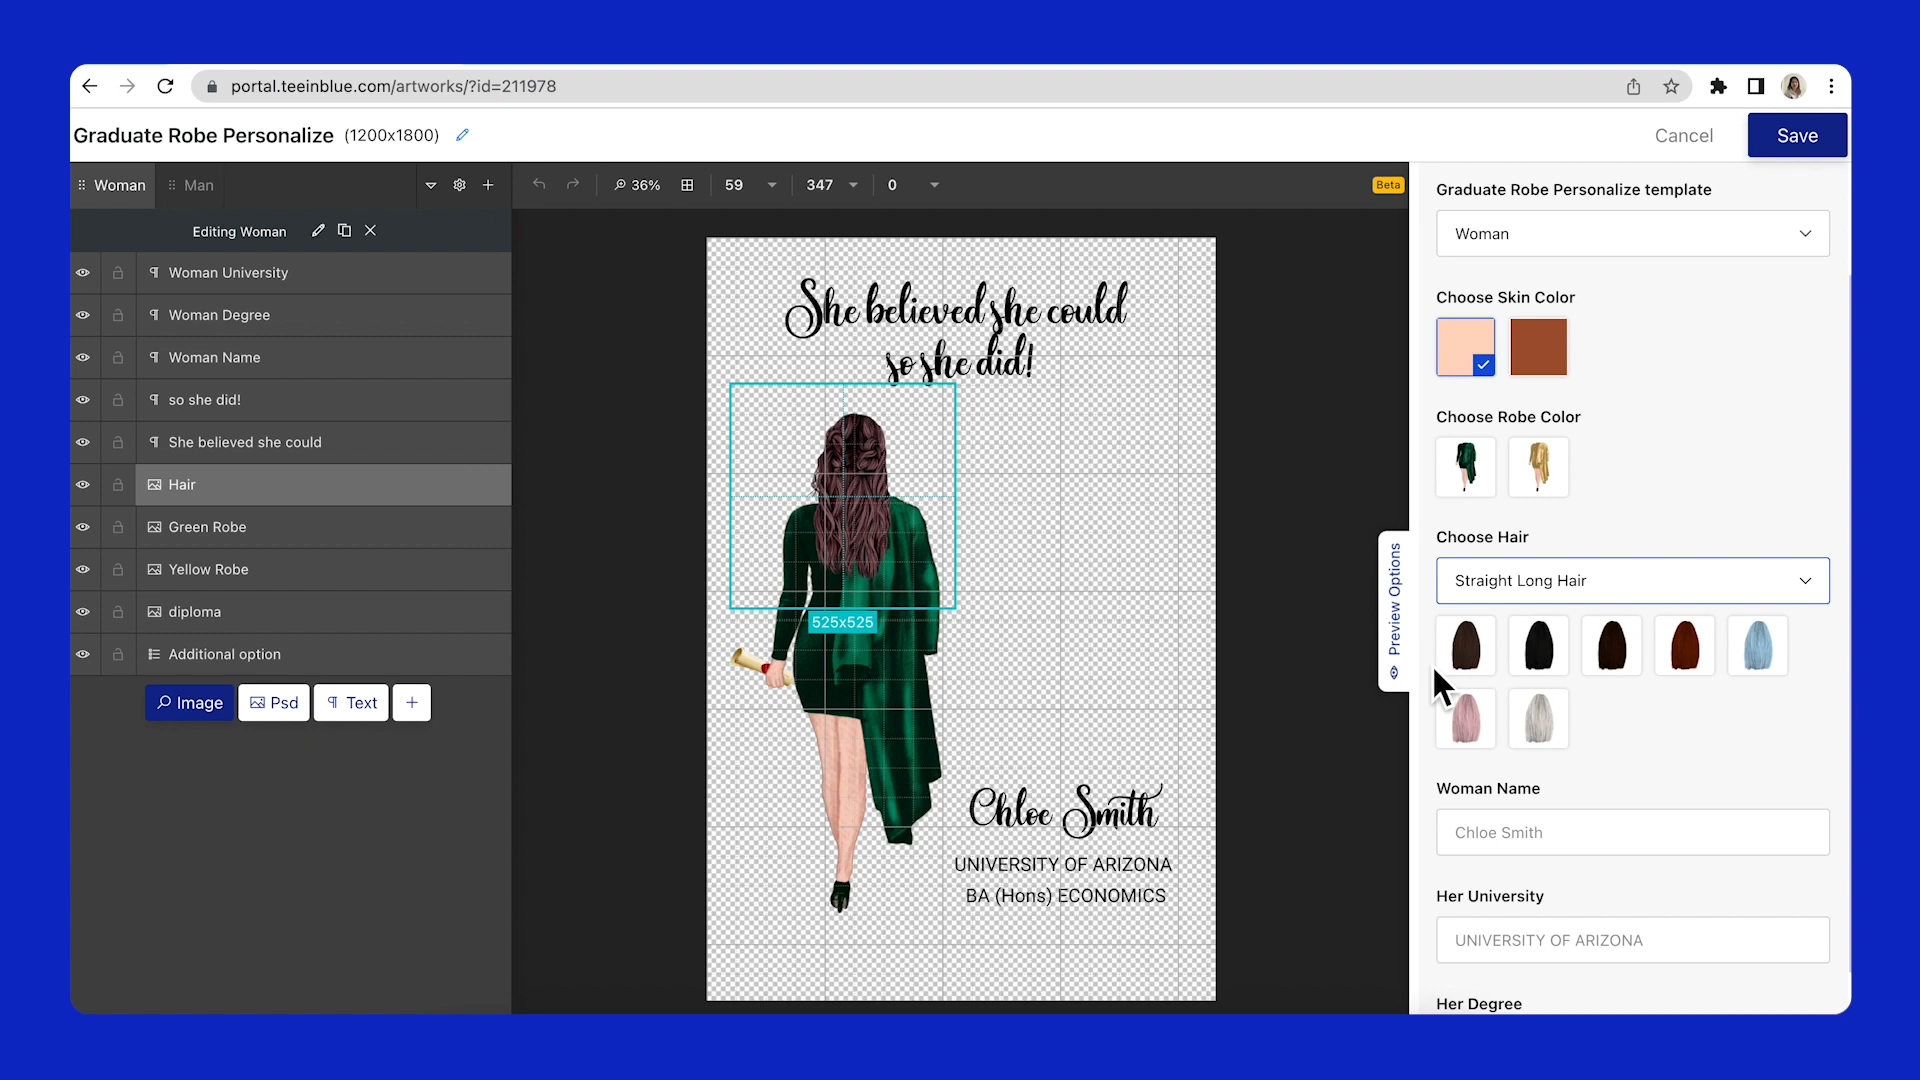 portal.teeinblue.com/artworks/?id=211978
Graduate Robe Personalize (1200x1800)
Cancel
Save
Woman
Man
36%
59
347
0
Beta
Editing Woman
Woman University
Woman Degree
Woman Name
so she did!
She believed she could
Hair
Green Robe
Yellow Robe
diploma
Additional option
Image
Psd
Text
She believed she could
so she did!
525x525
Chloe Smith
UNIVERSITY OF ARIZONA
BA (Hons) ECONOMICS
Preview Options
Graduate Robe Personalize template
Woman
Choose Skin Color
Choose Robe Color
Choose Hair
Straight Long Hair
Woman Name
Chloe Smith
Her University
UNIVERSITY OF ARIZONA
Her Degree